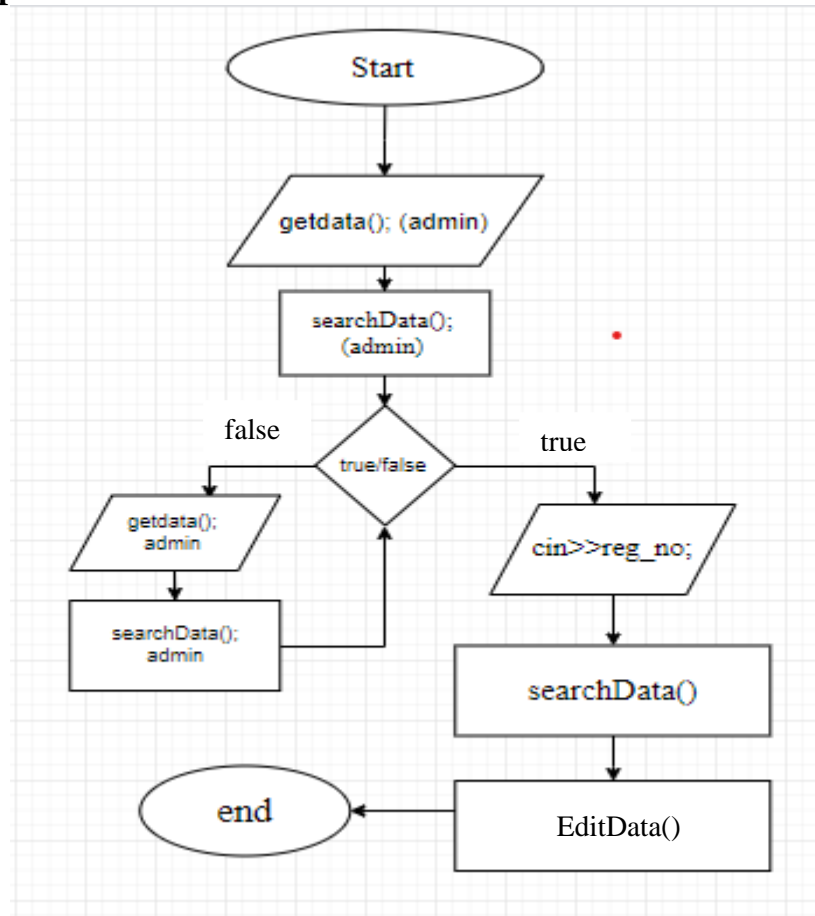 Start
getdata(); (admin)
searchData();
(admin)
false
true/false
true
getdata();
admin
cin>>reg_no;
searchData();
admin
searchData()
end
EditData()